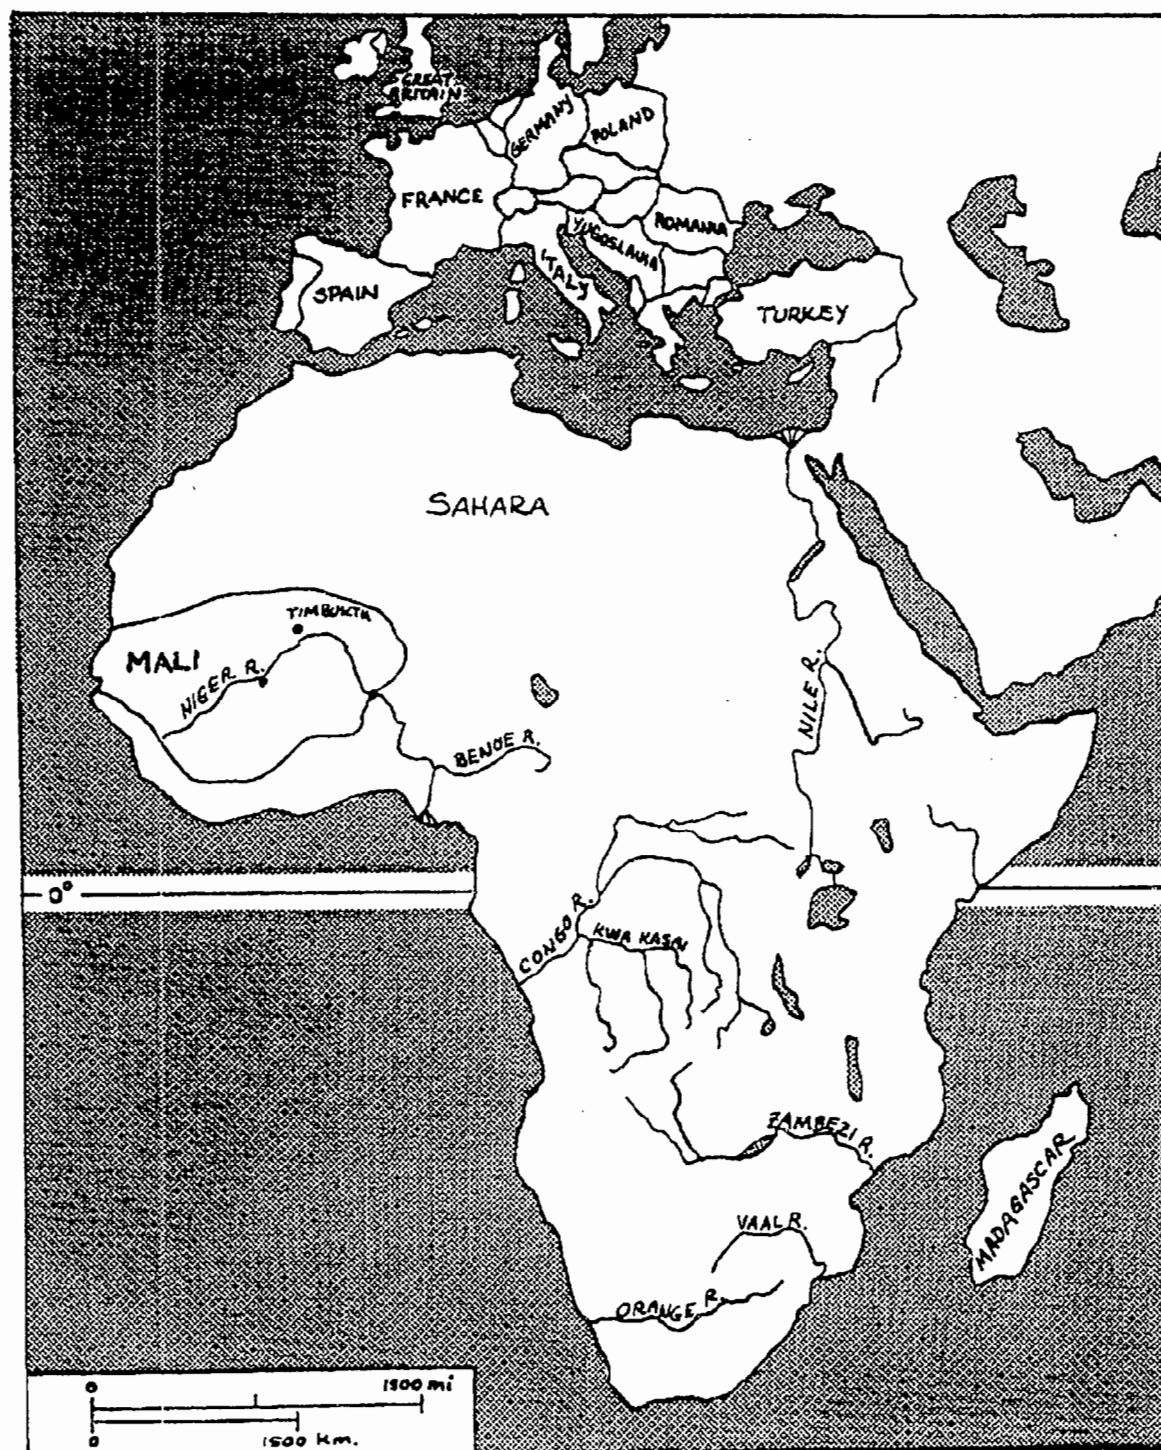 GREAT
BRITAIN
GERMANY
POLAND
FRANCE
ROMANIA
YUGOSLAVIA
ITALY
SPAIN
TURKEY
SAHARA
TIMBUKTU
MALI
NIGER R.
NILE R.
BENUE R.
0°
CONGO R.
KWA KASAI
ZAMBEZI R.
MADAGASCAR
VAAL R.
ORANGE R.
0 1500 mi
0 1500 Km.